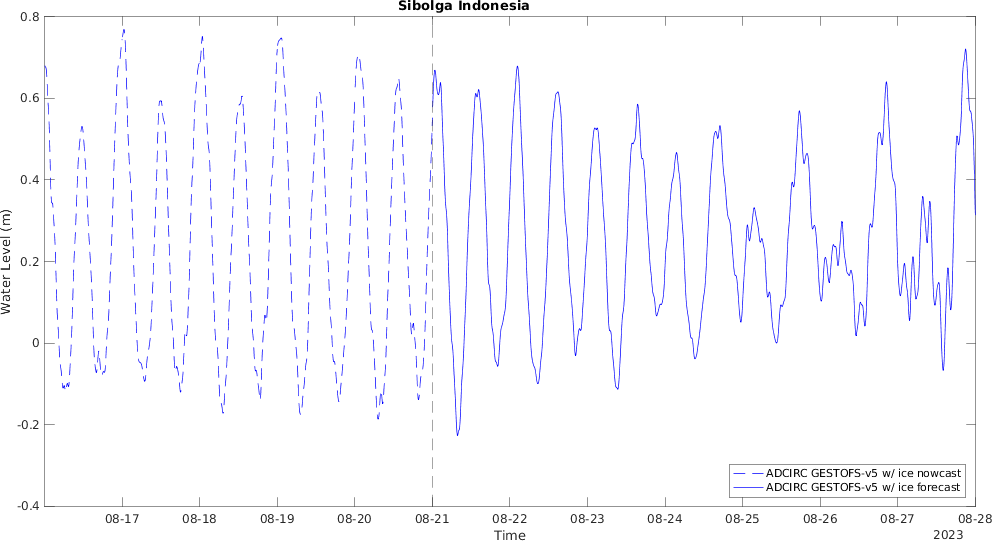 Sibolga Indonesia
0.8
0.6
0.4
0.2
0
-0.2
-0.4
Water Level (m)
ADCIRC GESTOFS-v5 w/ ice nowcast
ADCIRC GESTOFS-v5 w/ ice forecast
08-17 08-18 08-19 08-20 08-21 08-22 08-23 08-24 08-25 08-26 08-27 08-28
Time
2023